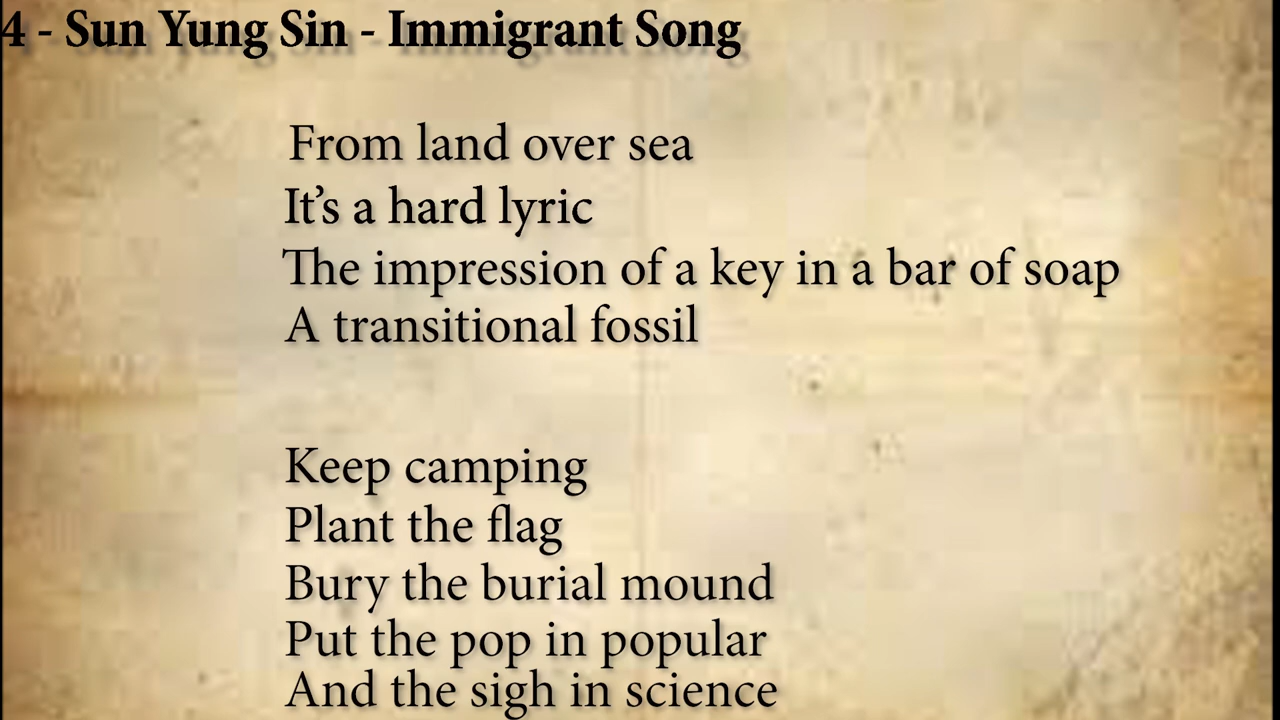 4 - Sun Yung Sin - Immigrant Song
From land over sea
It’s a hard lyric
The impression of a key in a bar of soap
A transitional fossil
Keep camping
Plant the flag
Bury the burial mound
Put the pop in popular
And the sigh in science